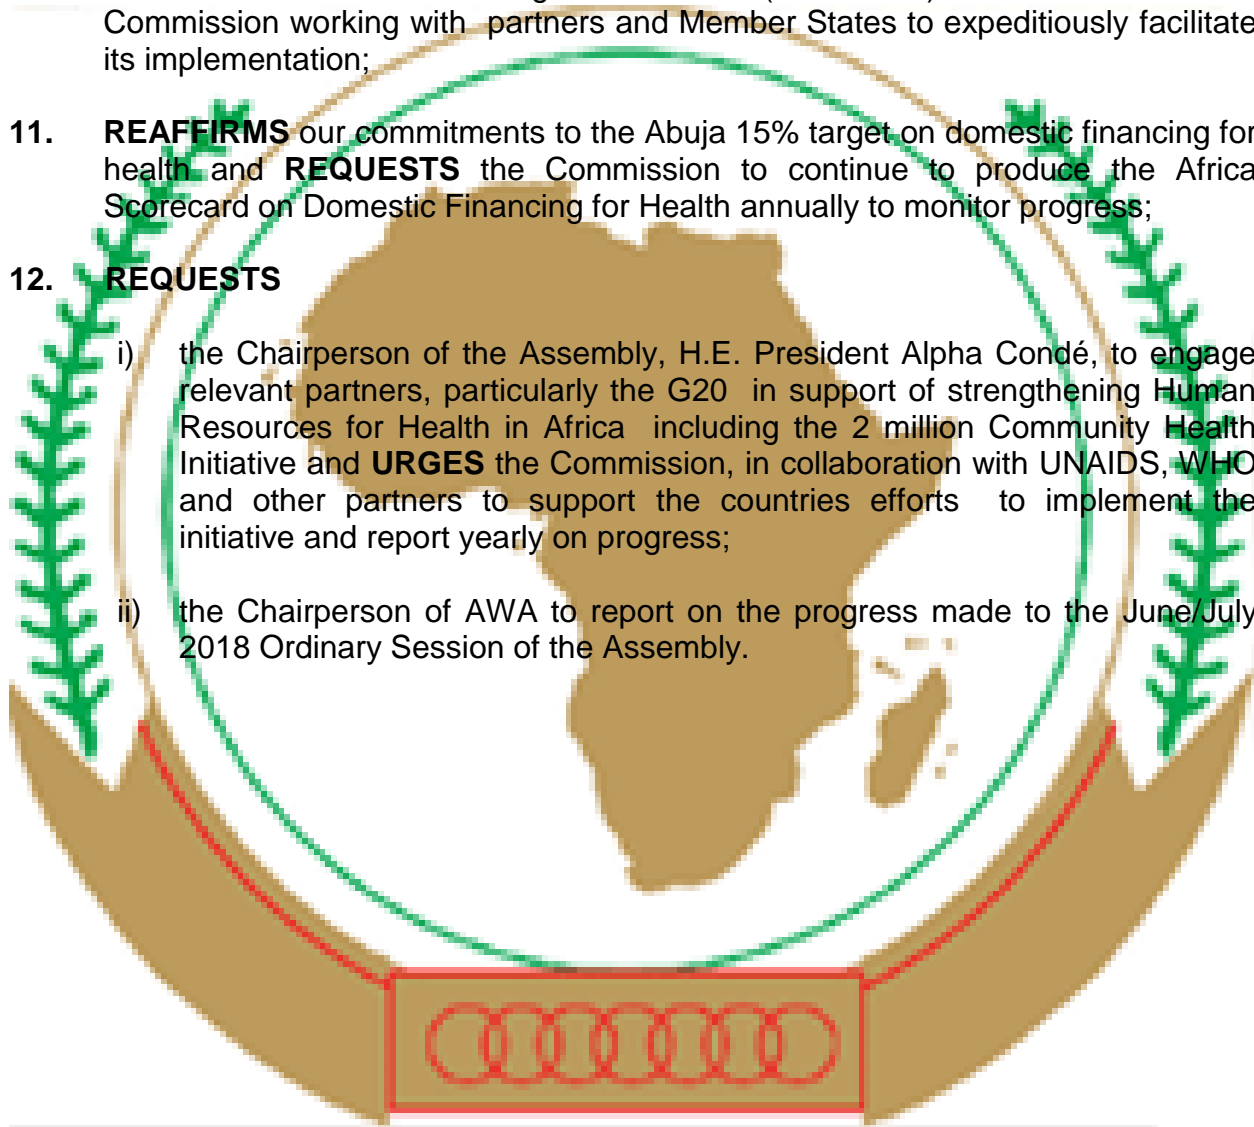 Commission working with partners and Member States to expeditiously facilitate
its implementation;
11. REAFFIRMS our commitments to the Abuja 15% target on domestic financing for
health and REQUESTS the Commission to continue to produce the Africa
Scorecard on Domestic Financing for Health annually to monitor progress;
12. REQUESTS
i) the Chairperson of the Assembly, H.E. President Alpha Condé, to engage
relevant partners, particularly the G20 in support of strengthening Human
Resources for Health in Africa including the 2 million Community Health
Initiative and URGES the Commission, in collaboration with UNAIDS, WHO
and other partners to support the countries efforts to implement the
initiative and report yearly on progress;
ii) the Chairperson of AWA to report on the progress made to the June/July
2018 Ordinary Session of the Assembly.